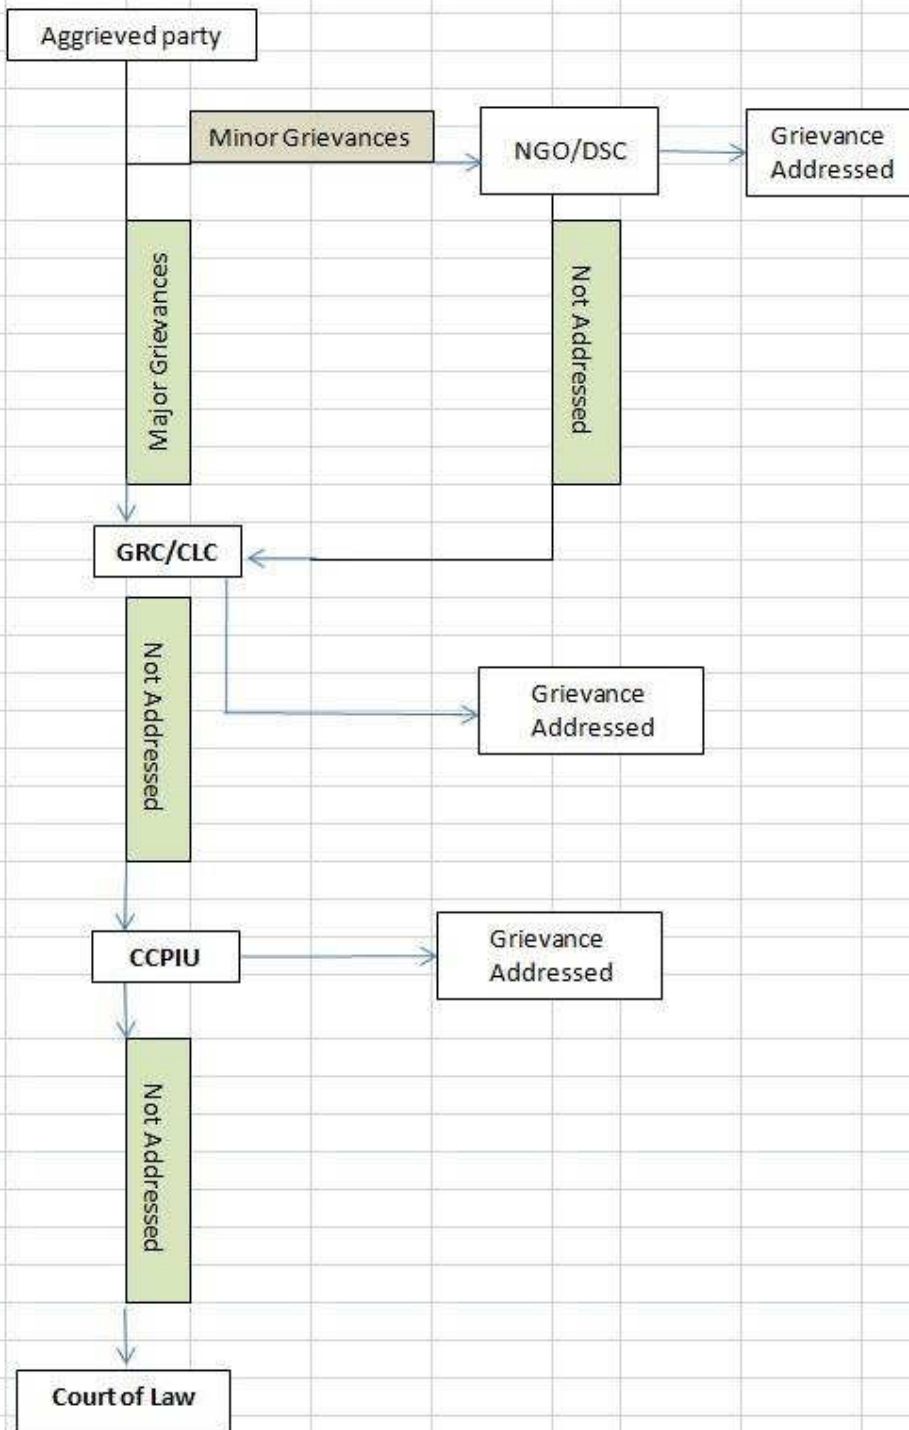 Aggrieved party
Minor Grievances
NGO/DSC
Grievance
Addressed
Major Grievances
Not Addressed
GRC/CLC
Not Addressed
Grievance
Addressed
CCPIU
Grievance
Addressed
Not Addressed
Court of Law